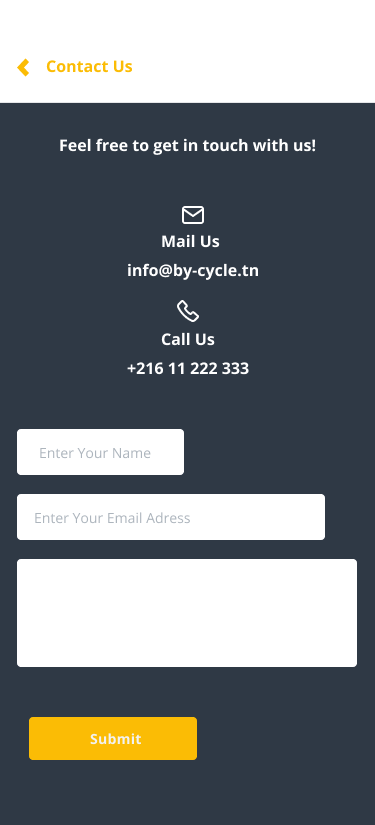 Contact Us
Feel free to get in touch with us!
Mail Us
info@by-cycle.tn
Call Us
+216 11 222 333
Enter Your Name
Enter Your Email Adress
Submit